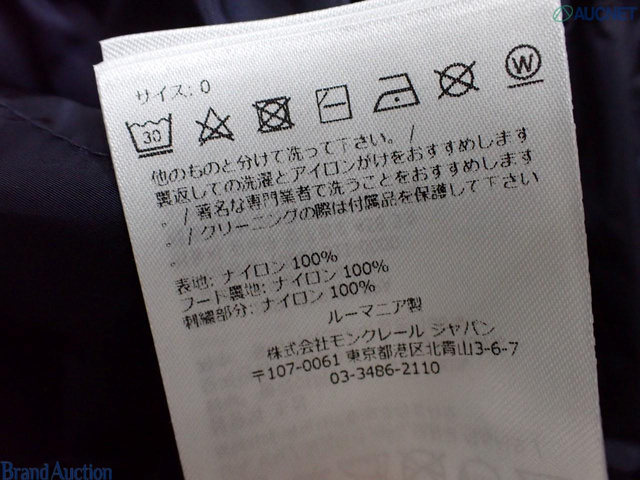 AUCNET
サイズ: 0
30
W
他のものと分けて洗って下さい。/
裏返しての洗濯とアイロンがけをおすすめします
。/ 著名な専門業者で洗うことをおすすめします
。/ クリーニングの際は付属品を保護して下さい
。
表地: ナイロン 100%
フード裏地: ナイロン 100%
刺繍部分: ナイロン 100%
ルーマニア製
株式会社モンクレール ジャパン
〒107-0061 東京都港区北青山3-6-7
03-3486-2110
Brand Auction